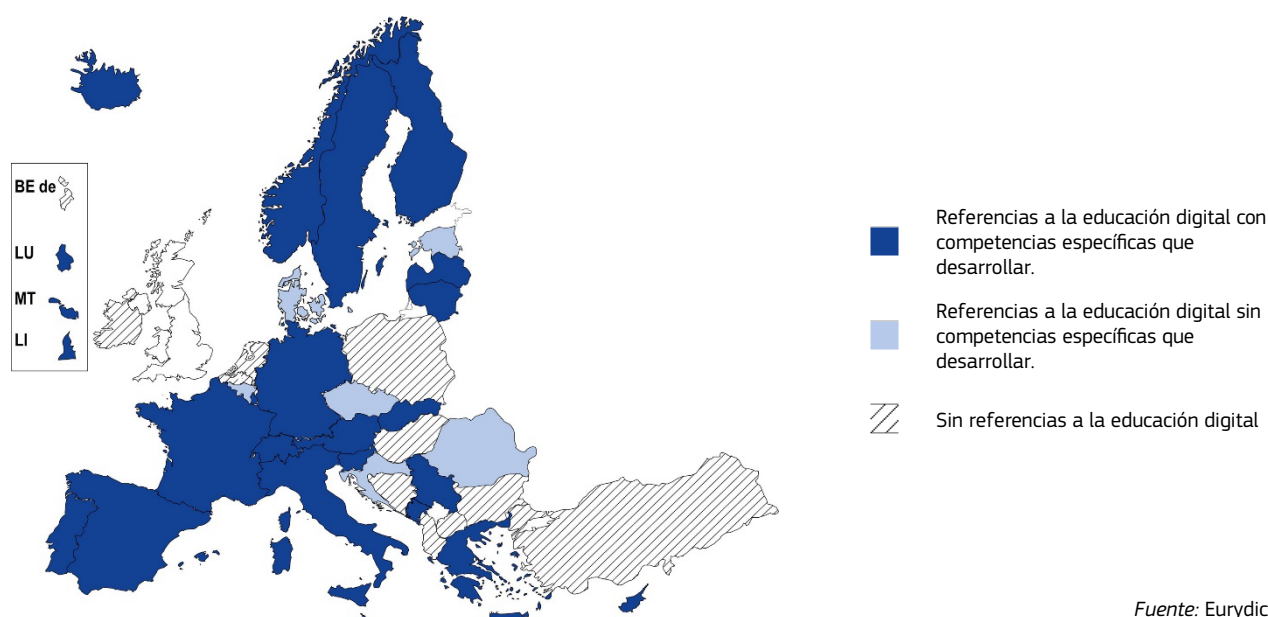 BE de
LU
MT
LI
Referencias a la educación digital con
competencias específicas que
desarrollar.
Referencias a la educación digital sin
competencias específicas que
desarrollar.
Sin referencias a la educación digital
Fuente: Eurydic